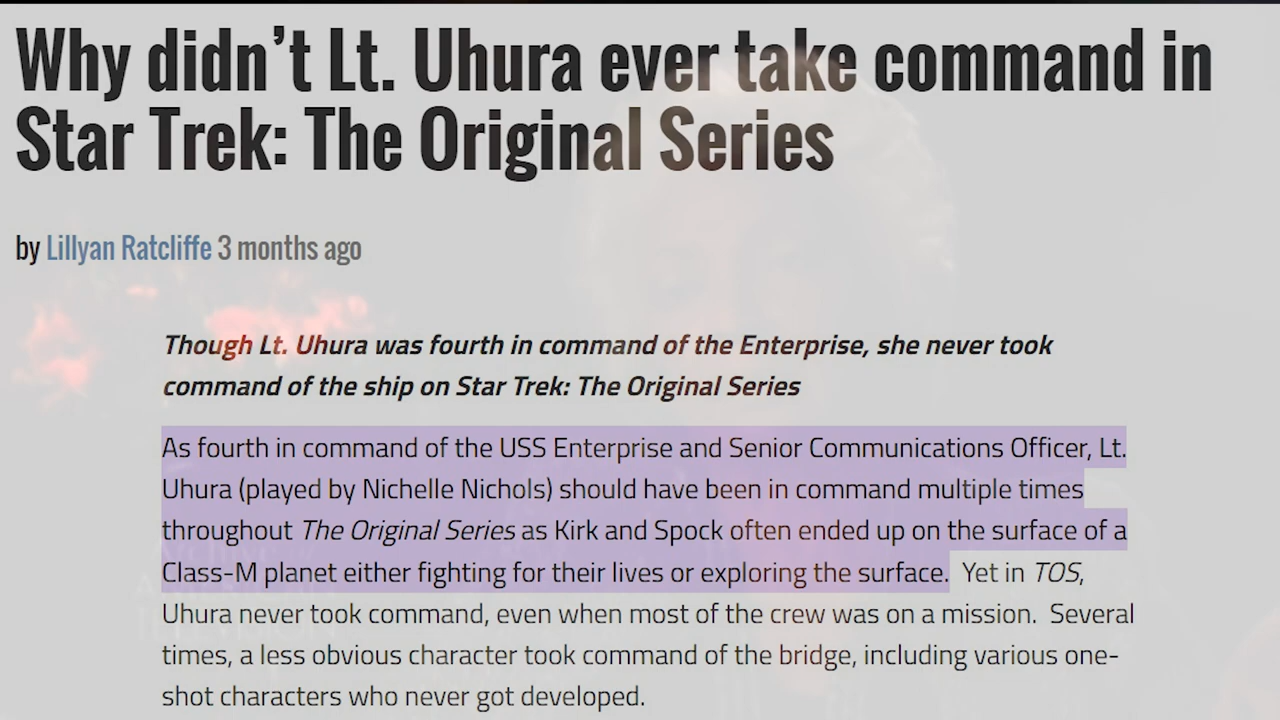 Why didn’t Lt. Uhura ever take command in
Star Trek: The Original Series
by Lillyan Ratcliffe 3 months ago
Though Lt. Uhura was fourth in command of the Enterprise, she never took
command of the ship on Star Trek: The Original Series
As fourth in command of the USS Enterprise and Senior Communications Officer, Lt.
Uhura (played by Nichelle Nichols) should have been in command multiple times
throughout The Original Series as Kirk and Spock often ended up on the surface of a
Class-M planet either fighting for their lives or exploring the surface.  Yet in TOS,
Uhura never took command, even when most of the crew was on a mission.  Several
times, a less obvious character took command of the bridge, including various one-
shot characters who never got developed.